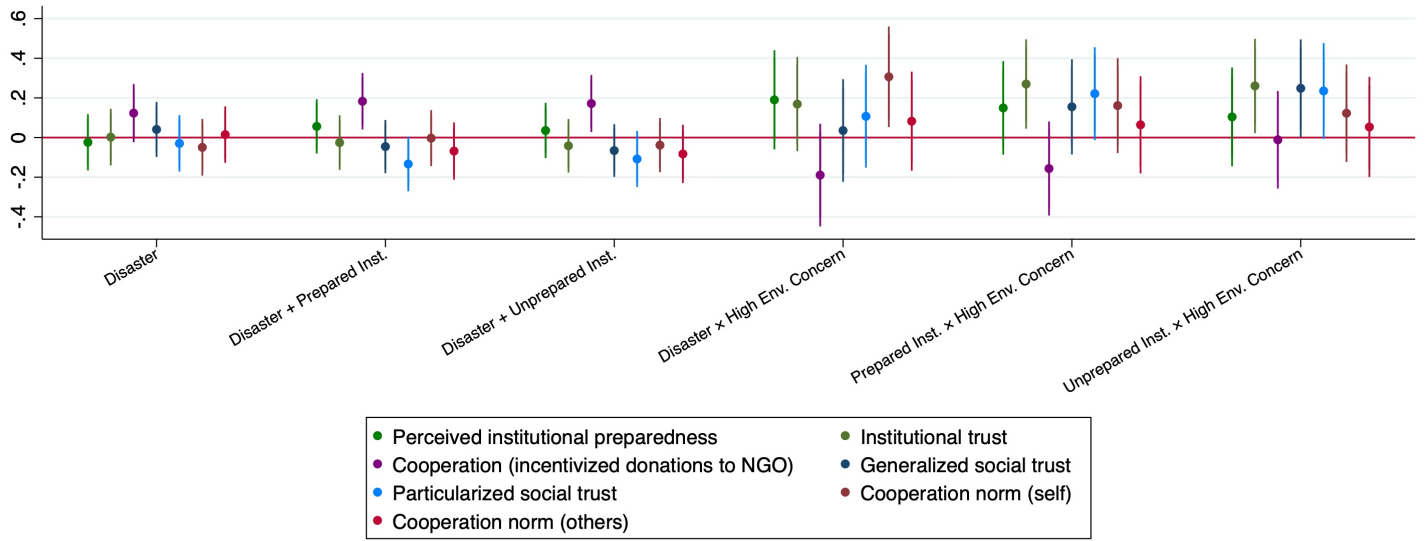 .6
.4
.2
0
-.2
-.4
Disaster
Disaster + Prepared Inst.
Disaster + Unprepared Inst.
Disaster x High Env. Concern
Prepared Inst. x High Env. Concern
Unprepared Inst. x High Env. Concern
Perceived institutional preparedness
Institutional trust
Cooperation (incentivized donations to NGO)
Generalized social trust
Particularized social trust
Cooperation norm (self)
Cooperation norm (others)